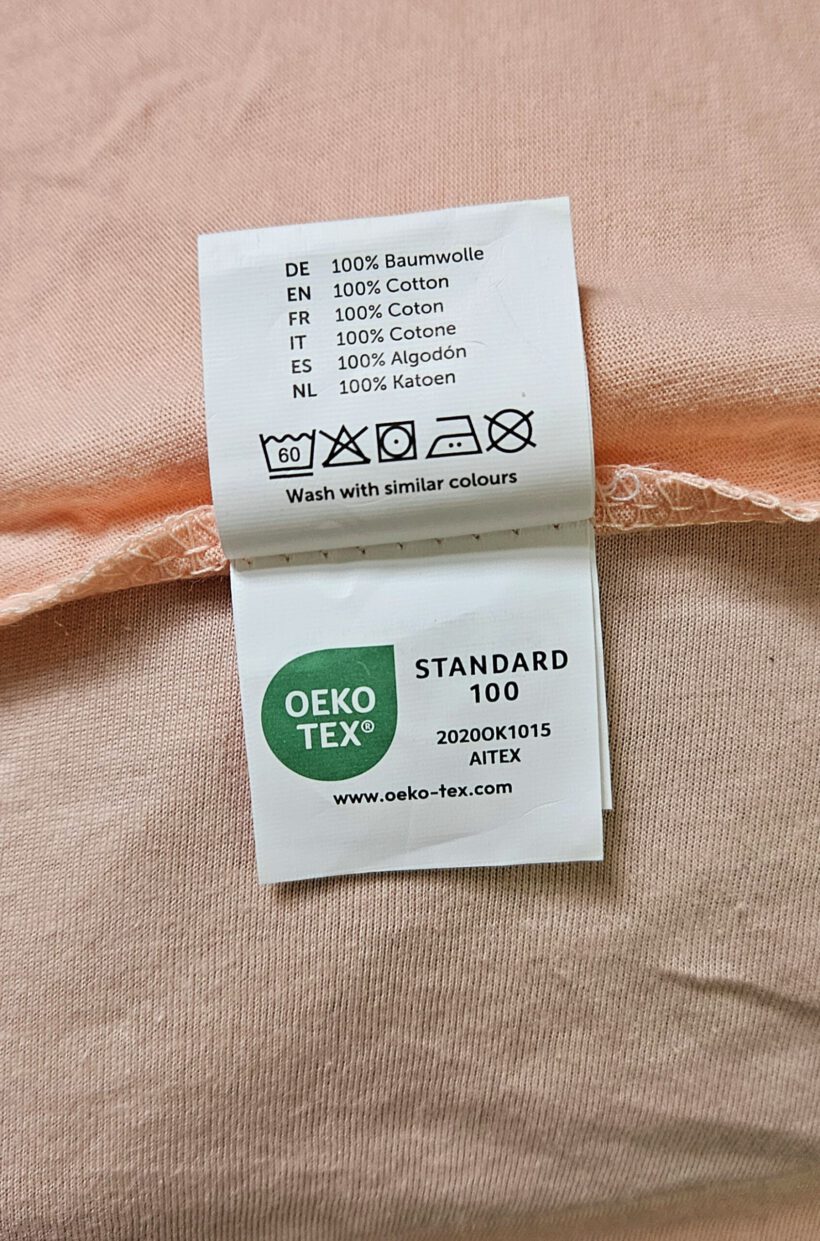 DE 100% Baumwolle
EN 100% Cotton
FR 100% Coton
IT 100% Cotone
ES 100% Algodón
NL 100% Katoen
60
Wash with similar colours
OEKO
TEX®
STANDARD
100
2020OK1015
AITEX
www.oeko-tex.com